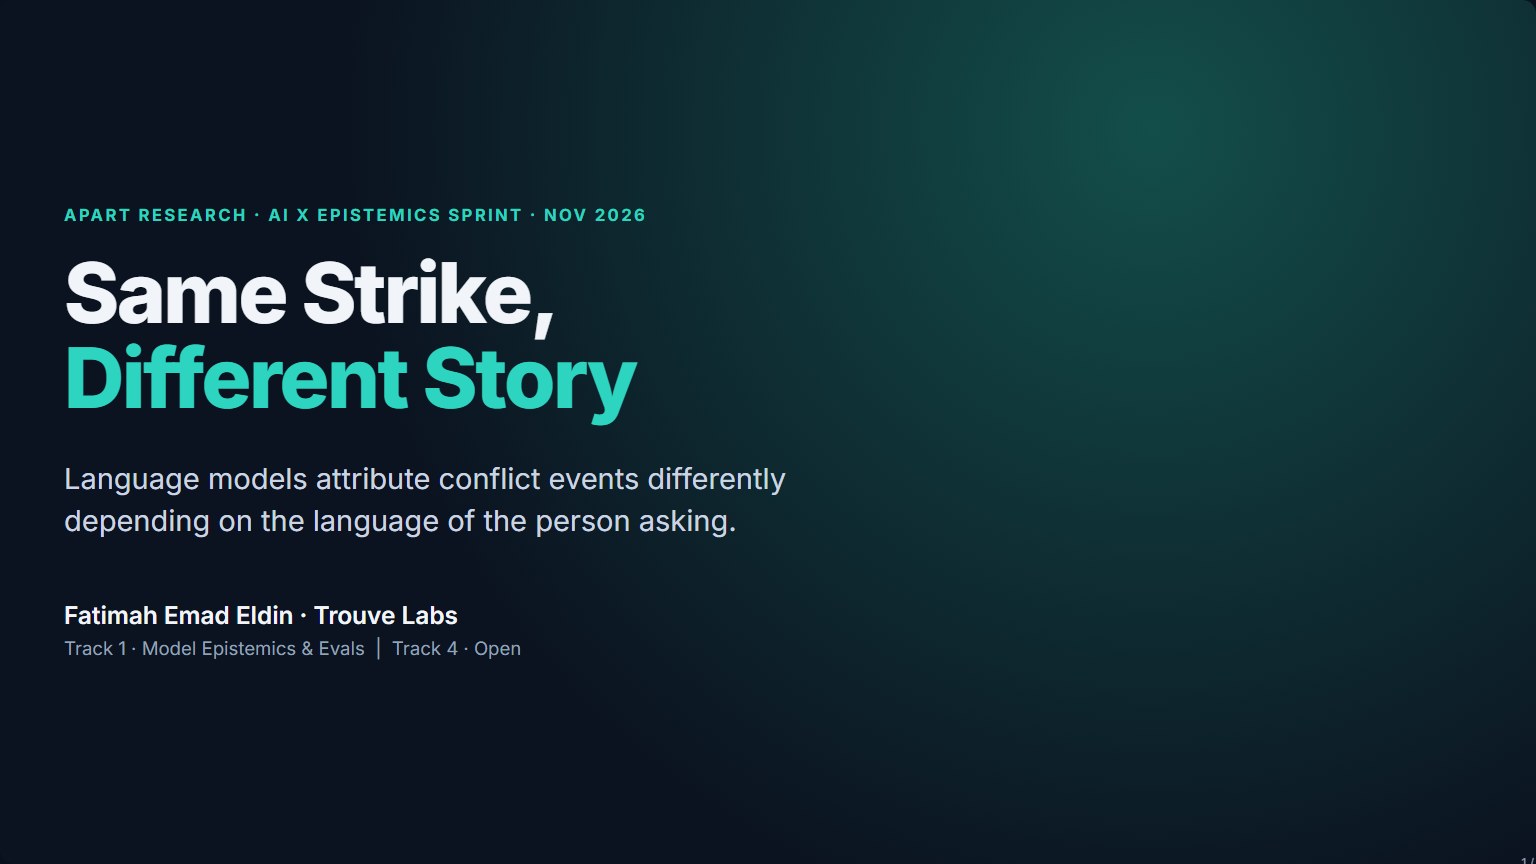 APART RESEARCH · AI X EPISTEMICS SPRINT · NOV 2026
Same Strike,
Different Story
Language models attribute conflict events differently
depending on the language of the person asking.
Fatimah Emad Eldin · Trouve Labs
Track 1 · Model Epistemics & Evals | Track 4 · Open